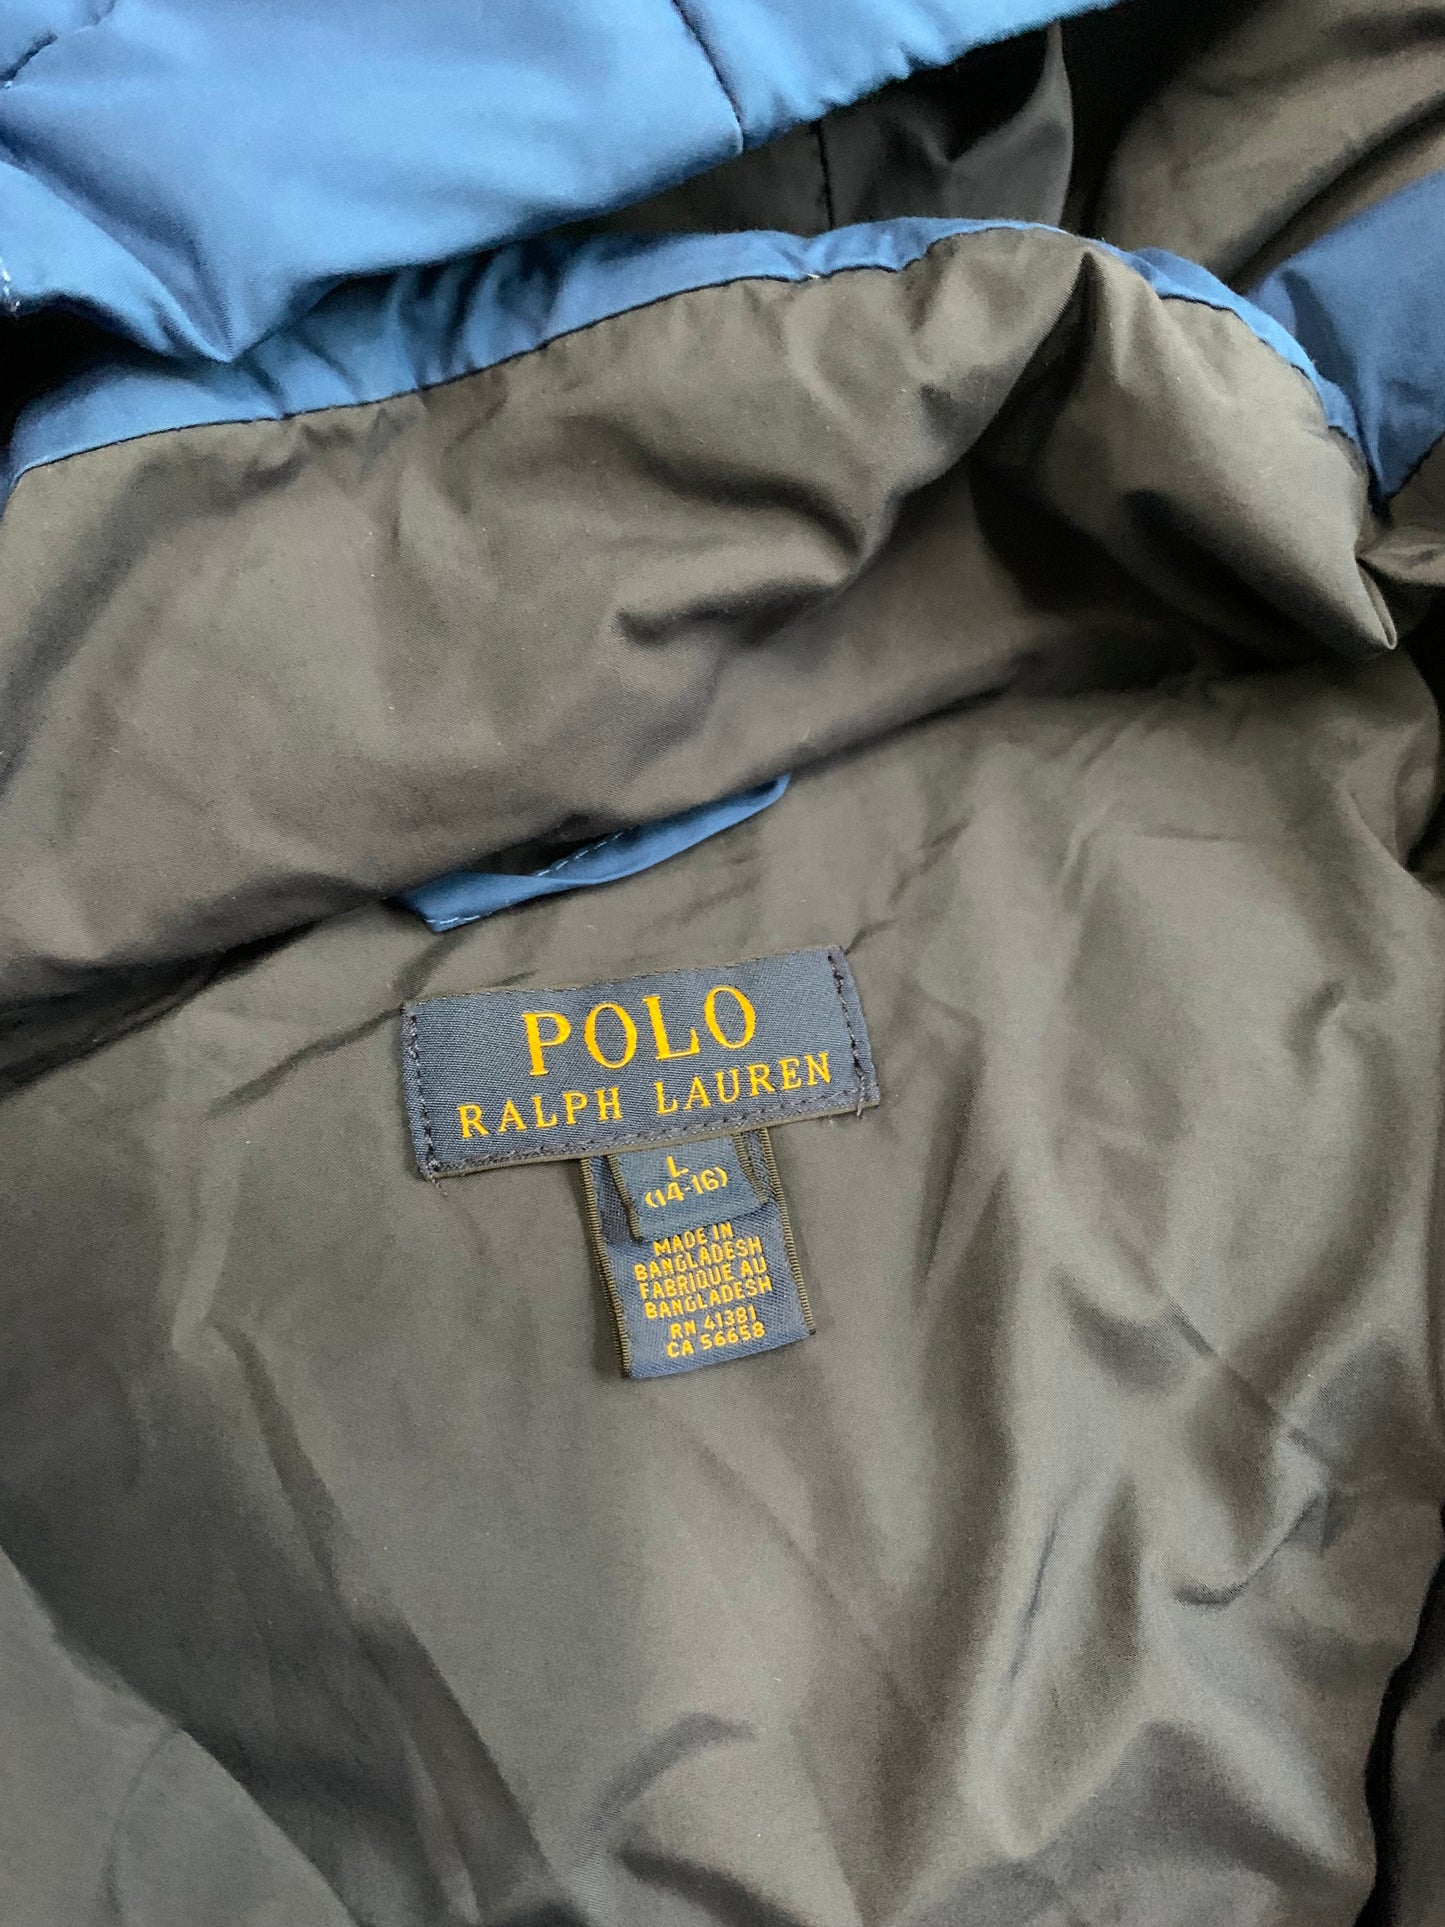 POLO
RALPH LAUREN
L
(14-16)
MADE IN
BANGLADESH
FABRIQUE AU
BANGLADESH
RN 41381
CA 56658